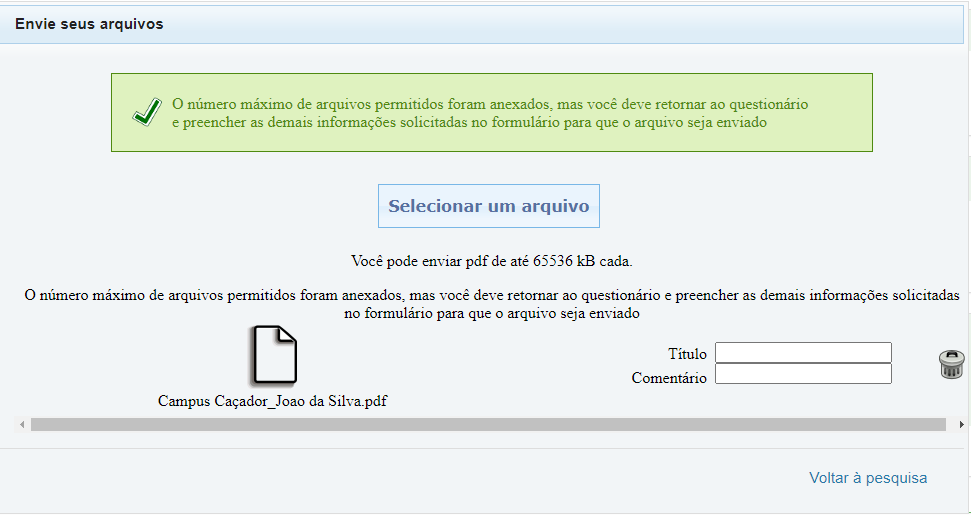 Envie seus arquivos
O número máximo de arquivos permitidos foram anexados, mas você deve retornar ao questionário
e preencher as demais informações solicitadas no formulário para que o arquivo seja enviado
Selecionar um arquivo
Você pode enviar pdf de até 65536 kB cada.
O número máximo de arquivos permitidos foram anexados, mas você deve retornar ao questionário e preencher as demais informações solicitadas
no formulário para que o arquivo seja enviado
Título
Comentário
Campus Caçador_Joao da Silva.pdf
Voltar à pesquisa